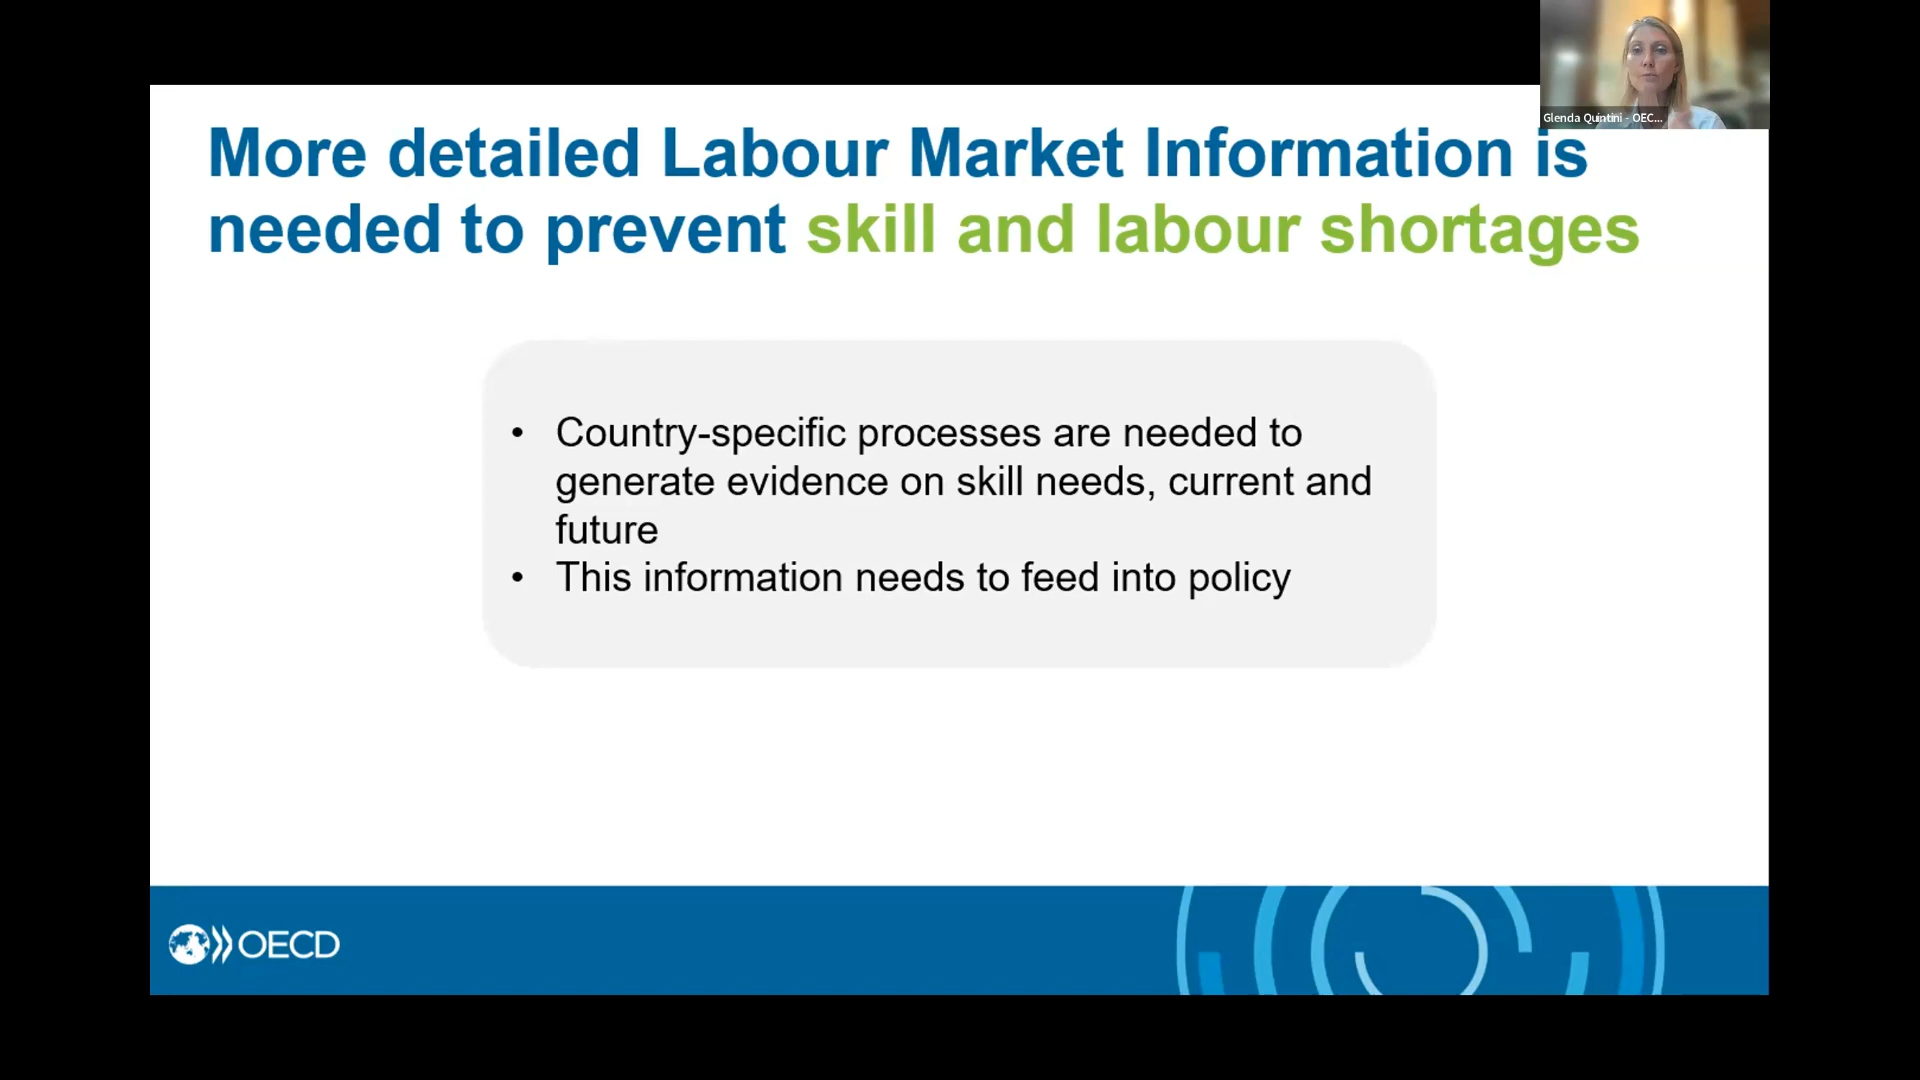 Glenda Quintini - OEC...
More detailed Labour Market Information is
needed to prevent skill and labour shortages
• Country-specific processes are needed to
generate evidence on skill needs, current and
future
• This information needs to feed into policy
OECD